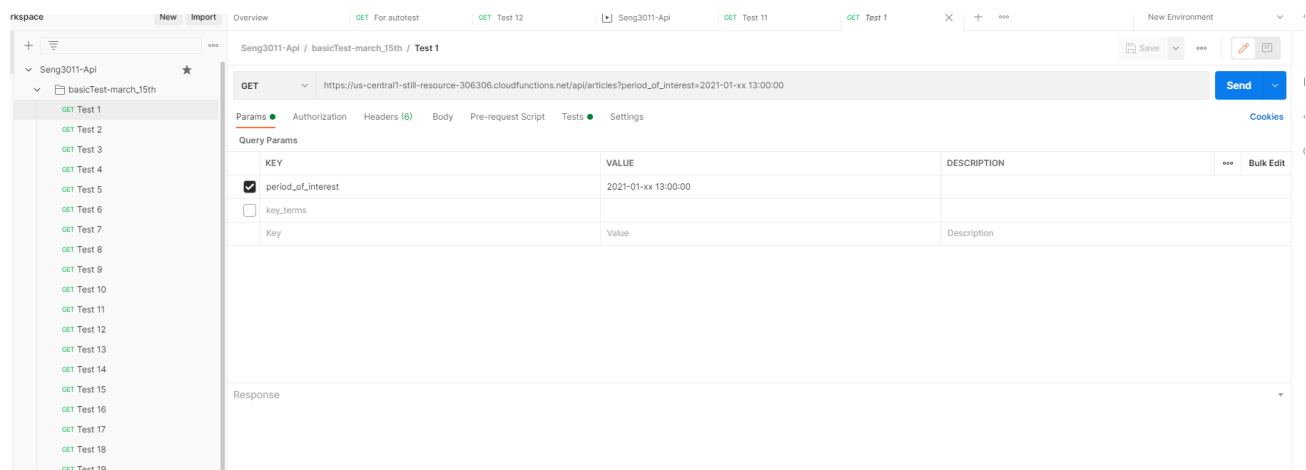 rkspace New Import Overview GET For autotest GET Test 12 Seng3011-Api GET Test 11 GET Test 1 New Environment
Seng3011-Api / basicTest-march_15th / Test 1 Save
Seng3011-Api
basicTest-march_15th
GET https://us-central1-still-resource-306306.cloudfunctions.net/api/articles?period_of_interest=2021-01-xx 13:00:00 Send
GET Test 1
Params Authorization Headers (6) Body Pre-request Script Tests Settings Cookies
GET Test 2
Query Params
GET Test 3
KEY VALUE DESCRIPTION Bulk Edit
GET Test 4
period_of_interest 2021-01-xx 13:00:00
GET Test 5
key_terms
GET Test 6
Key Value Description
GET Test 7
GET Test 8
GET Test 9
GET Test 10
GET Test 11
GET Test 12
GET Test 13
GET Test 14
GET Test 15
Response
GET Test 16
GET Test 17
GET Test 18
GET Test 19